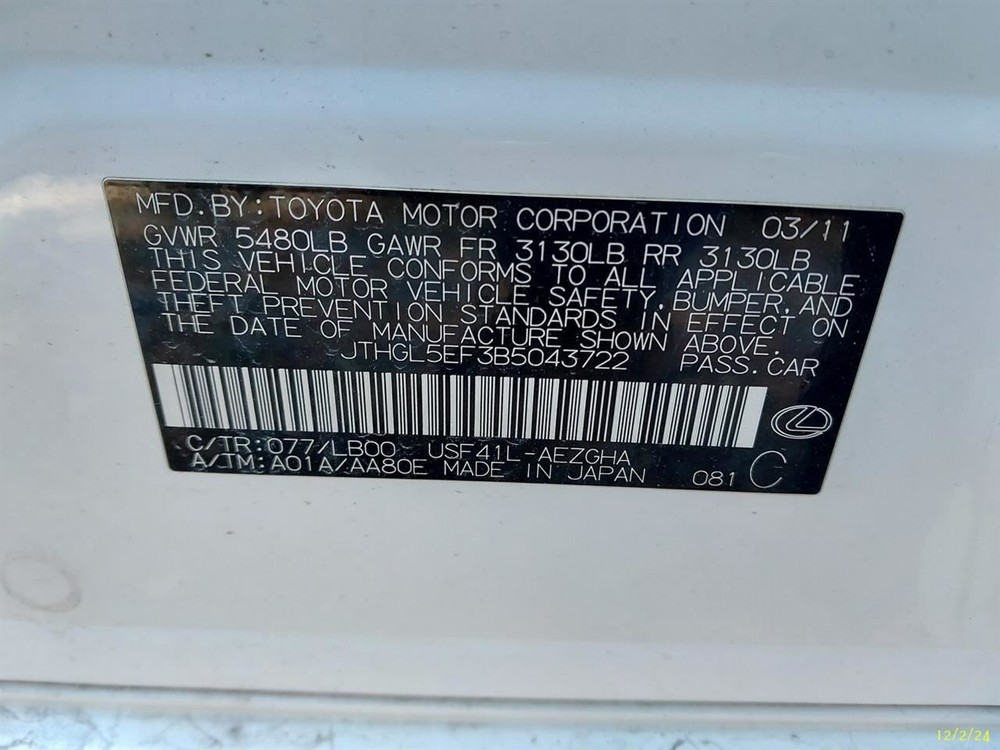 MFD.BY:TOYOTA MOTOR CORPORATION 03/11
GVWR 5480LB GAWR FR 3130LB RR 3130LB
THIS VEHICLE CONFORMS TO ALL APPLICABLE
FEDERAL MOTOR VEHICLE SAFETY,BUMPER,AND
THEFT PREVENTION STANDARDS IN EFFECT ON
THE DATE OF MANUFACTURE SHOWN ABOVE.
JTHGL5EF3B5043722 PASS.CAR
C/TR:077/LB00 USF41L-AEZGHA
A/TM:A01A/AA80E MADE IN JAPAN 081 C
12/2/24